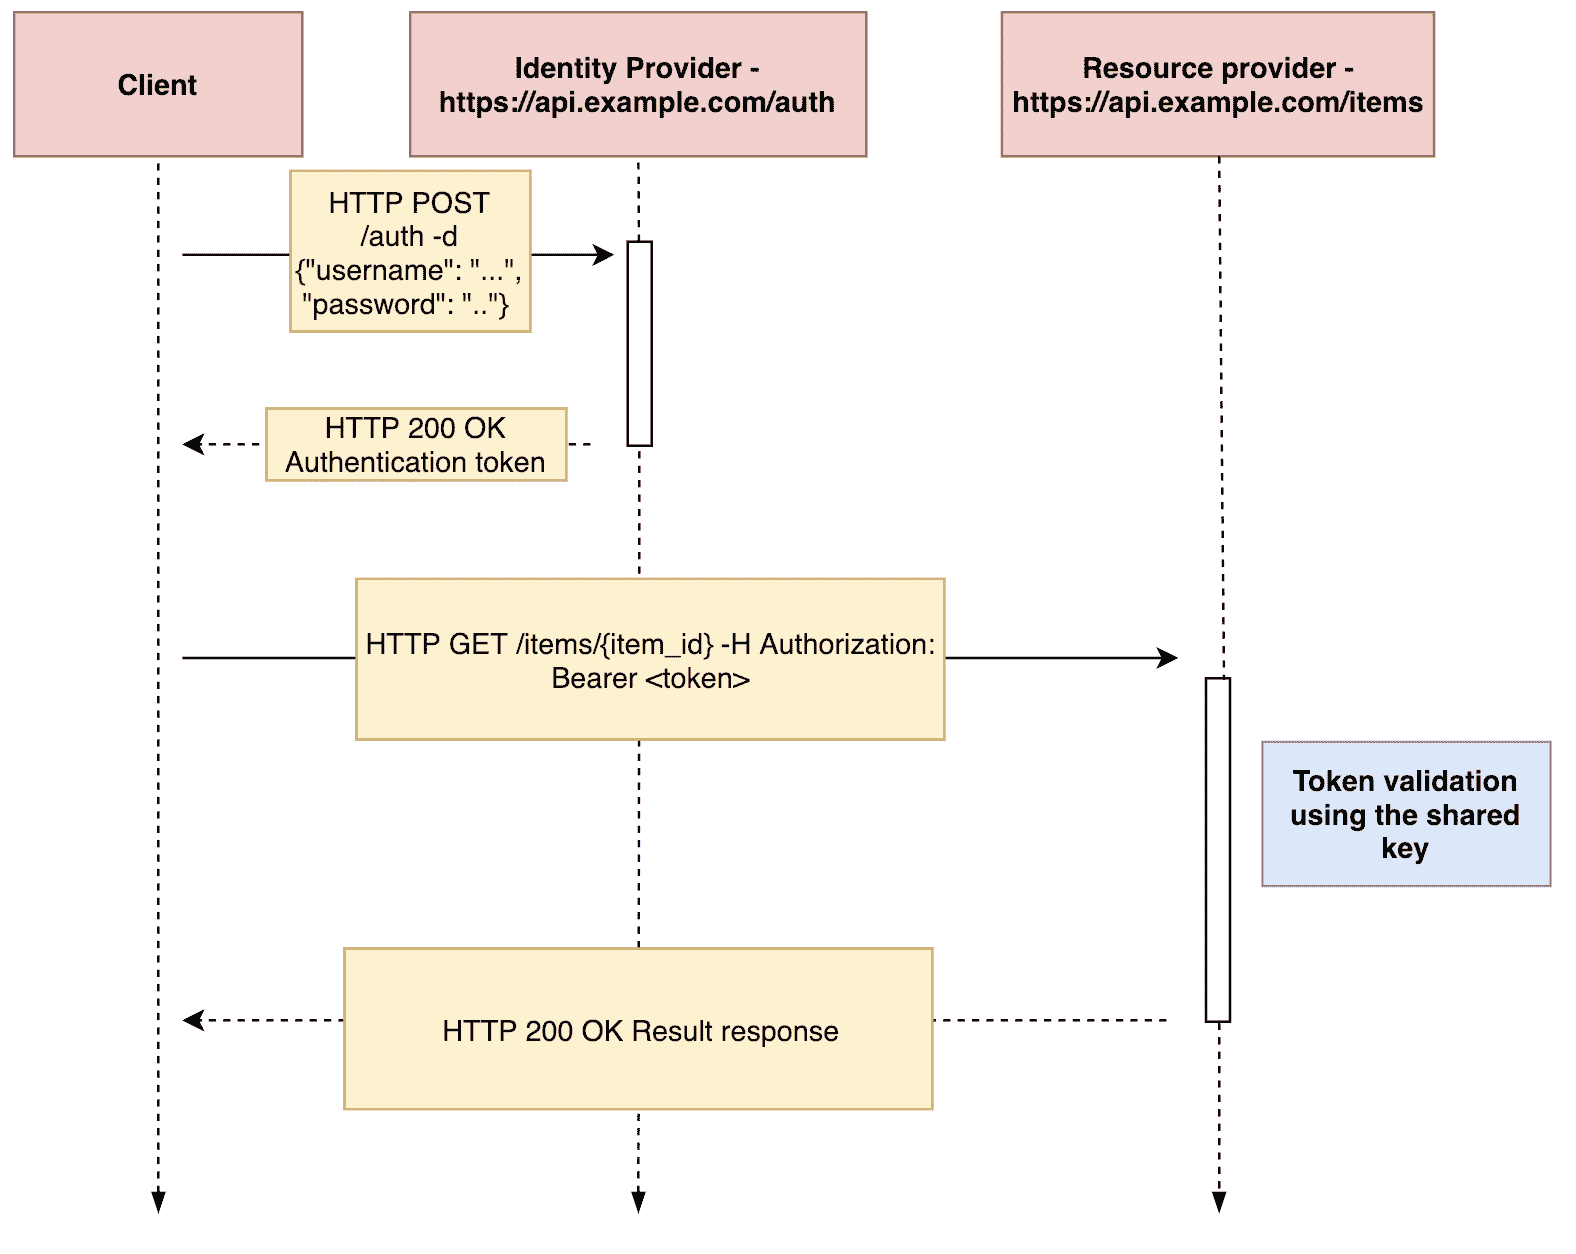 Client
Identity Provider -
https://api.example.com/auth
Resource provider -
https://api.example.com/items
HTTP POST
/auth -d
{"username": "...",
"password": ".."}
HTTP 200 OK
Authentication token
HTTP GET /items/{item_id} -H Authorization:
Bearer <token>
Token validation
using the shared
key
HTTP 200 OK Result response